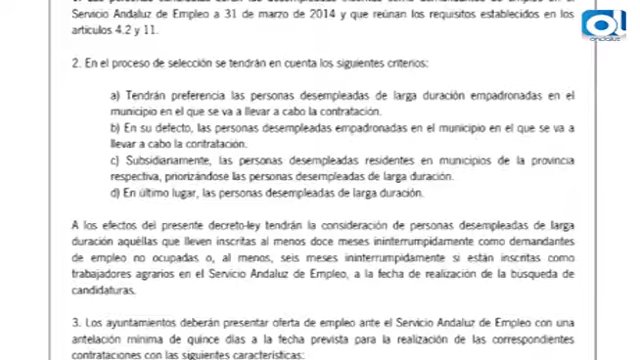 Servicio Andaluz de Empleo a 31 de marzo de 2014 y que reúnan los requisitos establecidos en los
artículos 4.2 y 11.
2. En el proceso de selección se tendrán en cuenta los siguientes criterios:
a) Tendrán preferencia las personas desempleadas de larga duración empadronadas en el
municipio en el que se va a llevar a cabo la contratación.
b) En su defecto, las personas desempleadas empadronadas en el municipio en el que se va a
llevar a cabo la contratación.
c) Subsidiariamente, las personas desempleadas residentes en municipios de la provincia
respectiva, priorizándose las personas desempleadas de larga duración.
d) En último lugar, las personas desempleadas de larga duración.
A los efectos del presente decreto-ley tendrán la consideración de personas desempleadas de larga
duración aquéllas que lleven inscritas al menos doce meses ininterrumpidamente como demandantes
de empleo no ocupadas o, al menos, seis meses ininterrumpidamente si están inscritas como
trabajadores agrarios en el Servicio Andaluz de Empleo, a la fecha de realización de la búsqueda de
candidaturas.
3. Los ayuntamientos deberán presentar oferta de empleo ante el Servicio Andaluz de Empleo con una
antelación mínima de quince días a la fecha prevista para la realización de las correspondientes
contrataciones con las siguientes características:
andaluz